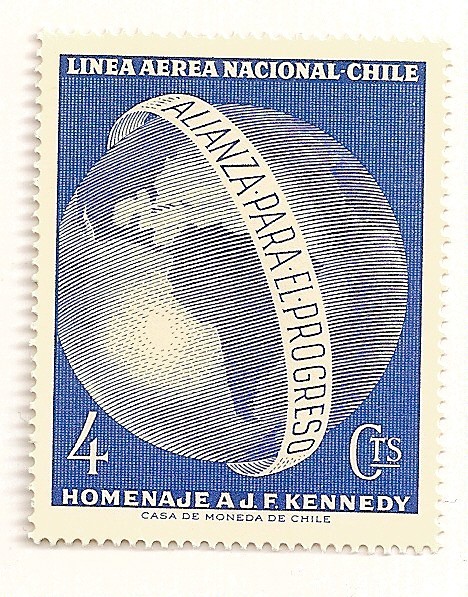 LINEA AEREA NACIONAL-CHILE
ALIANZA·PARA·EL·PROGRESO
4 CTS
HOMENAJE A J. F. KENNEDY
CASA DE MONEDA DE CHILE